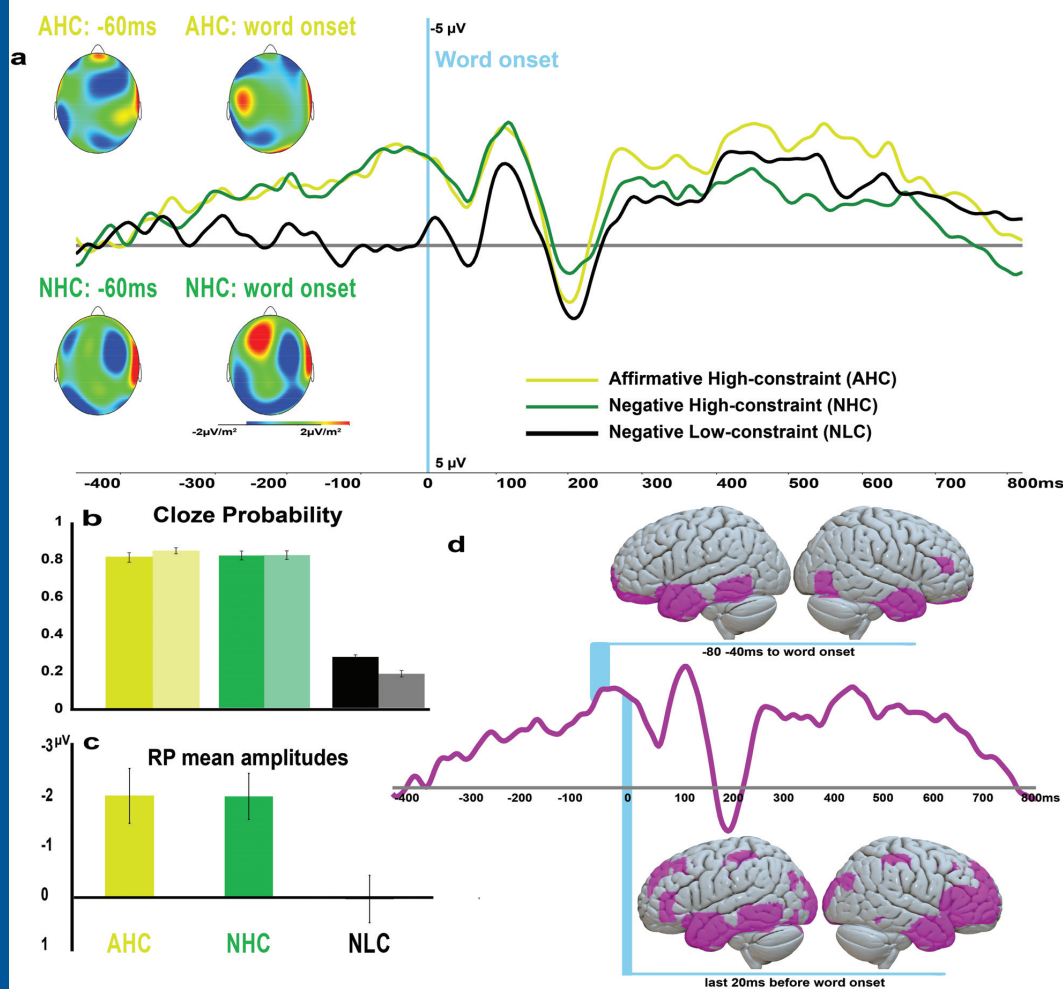 AHC: -60ms AHC: word onset
a
-5 µV
Word onset
NHC: -60ms NHC: word onset
-2µV/m² 2µV/m²
Affirmative High-constraint (AHC)
Negative High-constraint (NHC)
Negative Low-constraint (NLC)
5 µV
-400 -300 -200 -100 0 100 200 300 400 500 600 700 800ms
b
Cloze Probability
1
0.8
0.6
0.4
0.2
0
c
RP mean amplitudes
-3µV
-2
-1
0
1
AHC NHC NLC
d
-80 -40ms to word onset
-400 -300 -200 -100 0 100 200 300 400 500 600 700 800ms
last 20ms before word onset